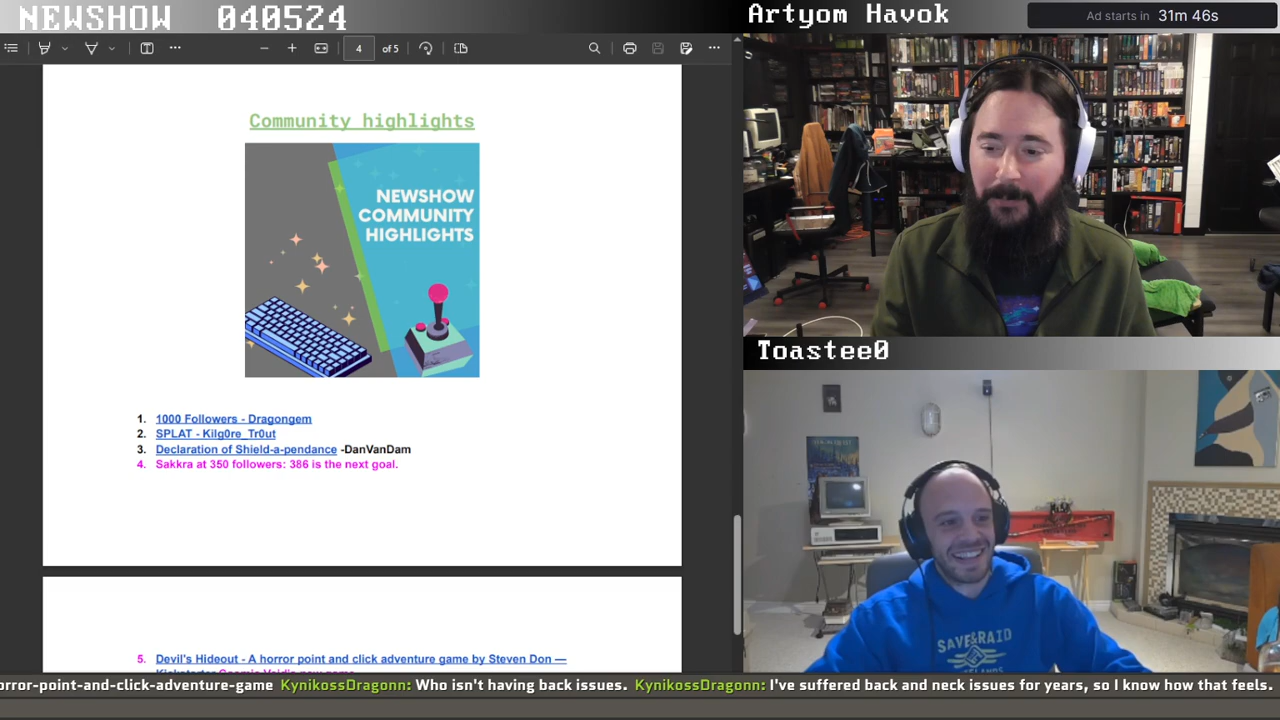 NEWSHOW 040524
Artyom Havok
Ad starts in 31m 46s
4 of 5
Community highlights
NEWSHOW
COMMUNITY
HIGHLIGHTS
1. 1000 Followers - Dragongem
2. SPLAT - Kilg0re_Tr0ut
3. Declaration of Shield-a-pendance -DanVanDam
4. Sakkra at 350 followers: 386 is the next goal.
Toastee0
SAVE&RAID
5. Devil's Hideout - A horror point and click adventure game by Steven Don —
orror-point-and-click-adventure-game KynikossDragonn: Who isn't having back issues. KynikossDragonn: I've suffered back and neck issues for years, so I know how that feels.